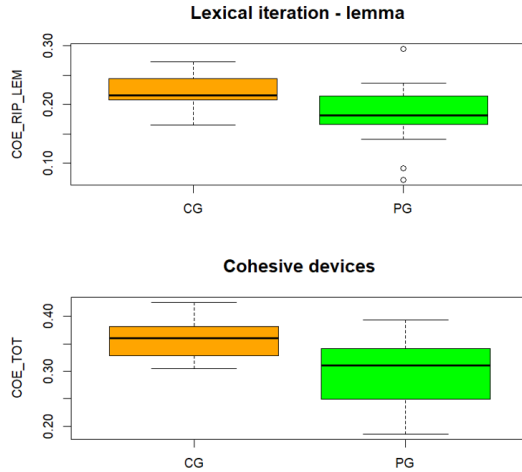 Lexical iteration - lemma
COE_RIP_LEM
0.30
0.20
0.10
CG PG
Cohesive devices
COE_TOT
0.40
0.30
0.20
CG PG